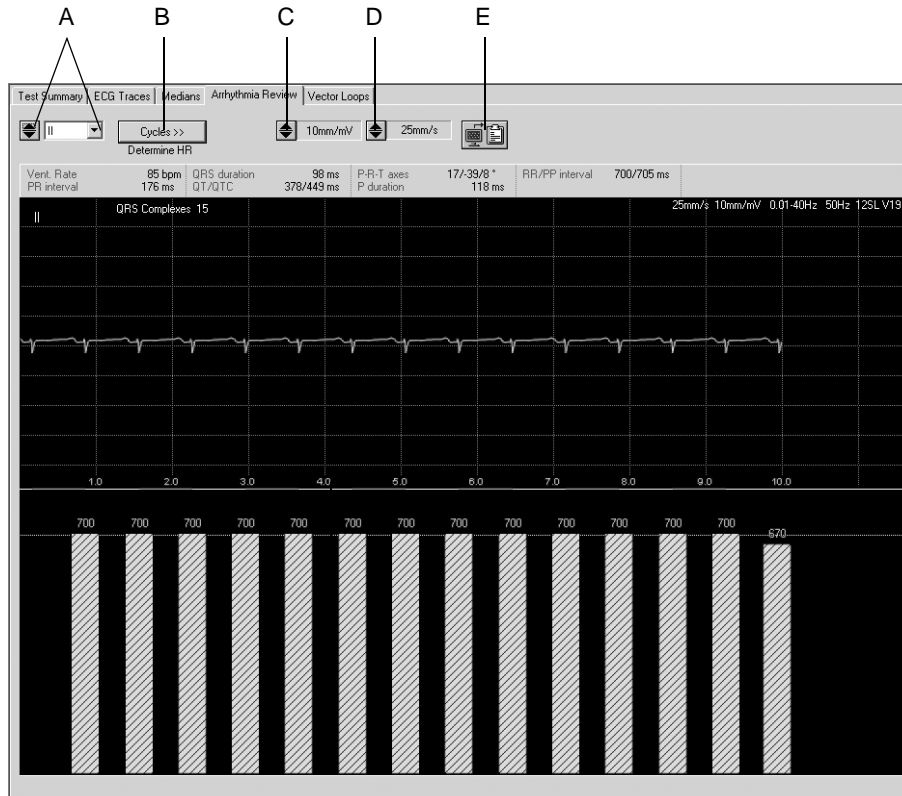 A B C D E
Test Summary ECG Traces Medians Arrhythmia Review Vector Loops
II Cycles >> 10mm/mV 25mm/s
Determine HR
Vent. Rate 85 bpm QRS duration 98 ms P-R-T axes 17/-39/8 ° RR/PP interval 700/705 ms
PR interval 176 ms QT/QTC 378/449 ms P duration 118 ms
II QRS Complexes 15 25mm/s 10mm/mV 0.01-40Hz 50Hz 12SL V19
1.0 2.0 3.0 4.0 5.0 6.0 7.0 8.0 9.0 10.0
700 700 700 700 700 700 700 700 700 700 700 700 700 670